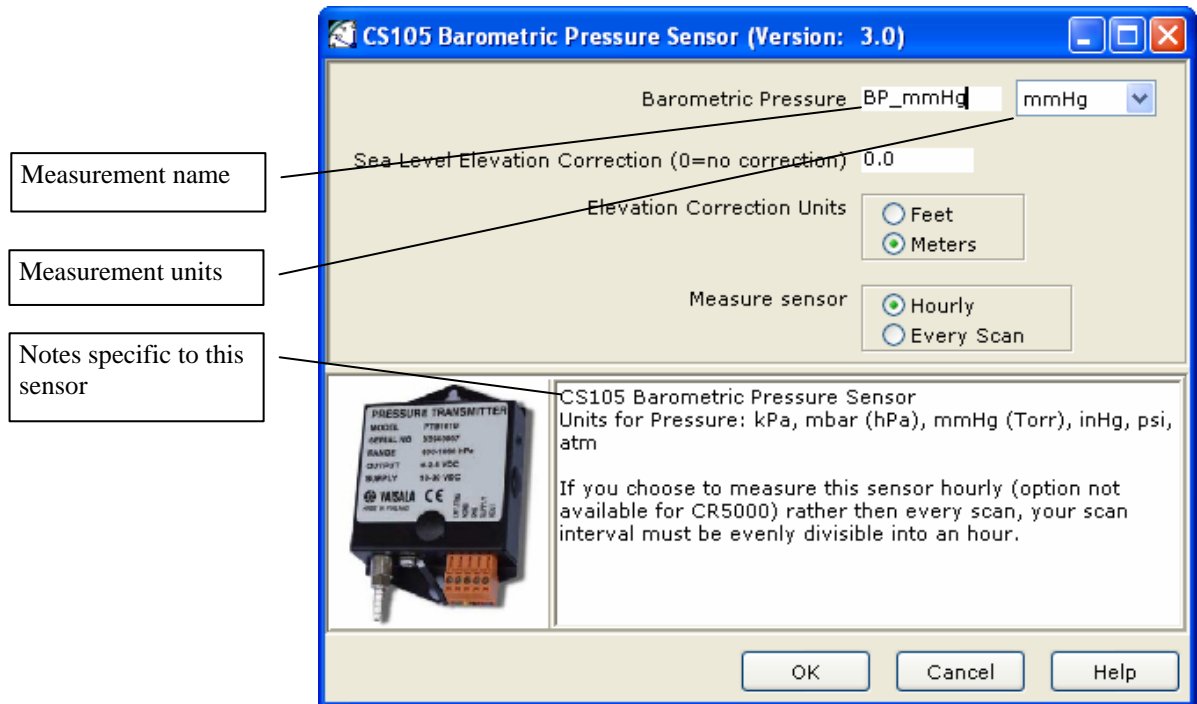 CS105 Barometric Pressure Sensor (Version: 3.0)
Barometric Pressure BP_mmHg mmHg
Sea Level Elevation Correction (0=no correction) 0.0
Elevation Correction Units
Feet
Meters
Measure sensor
Hourly
Every Scan
Measurement name
Measurement units
Notes specific to this
sensor
PRESSURE TRANSMITTER
MODEL
SERIAL NO
RANGE
OUTPUT
SUPPLY
VAISALA CE
MADE IN FINLAND
CS105 Barometric Pressure Sensor
Units for Pressure: kPa, mbar (hPa), mmHg (Torr), inHg, psi,
atm
If you choose to measure this sensor hourly (option not
available for CR5000) rather then every scan, your scan
interval must be evenly divisible into an hour.
OK Cancel Help